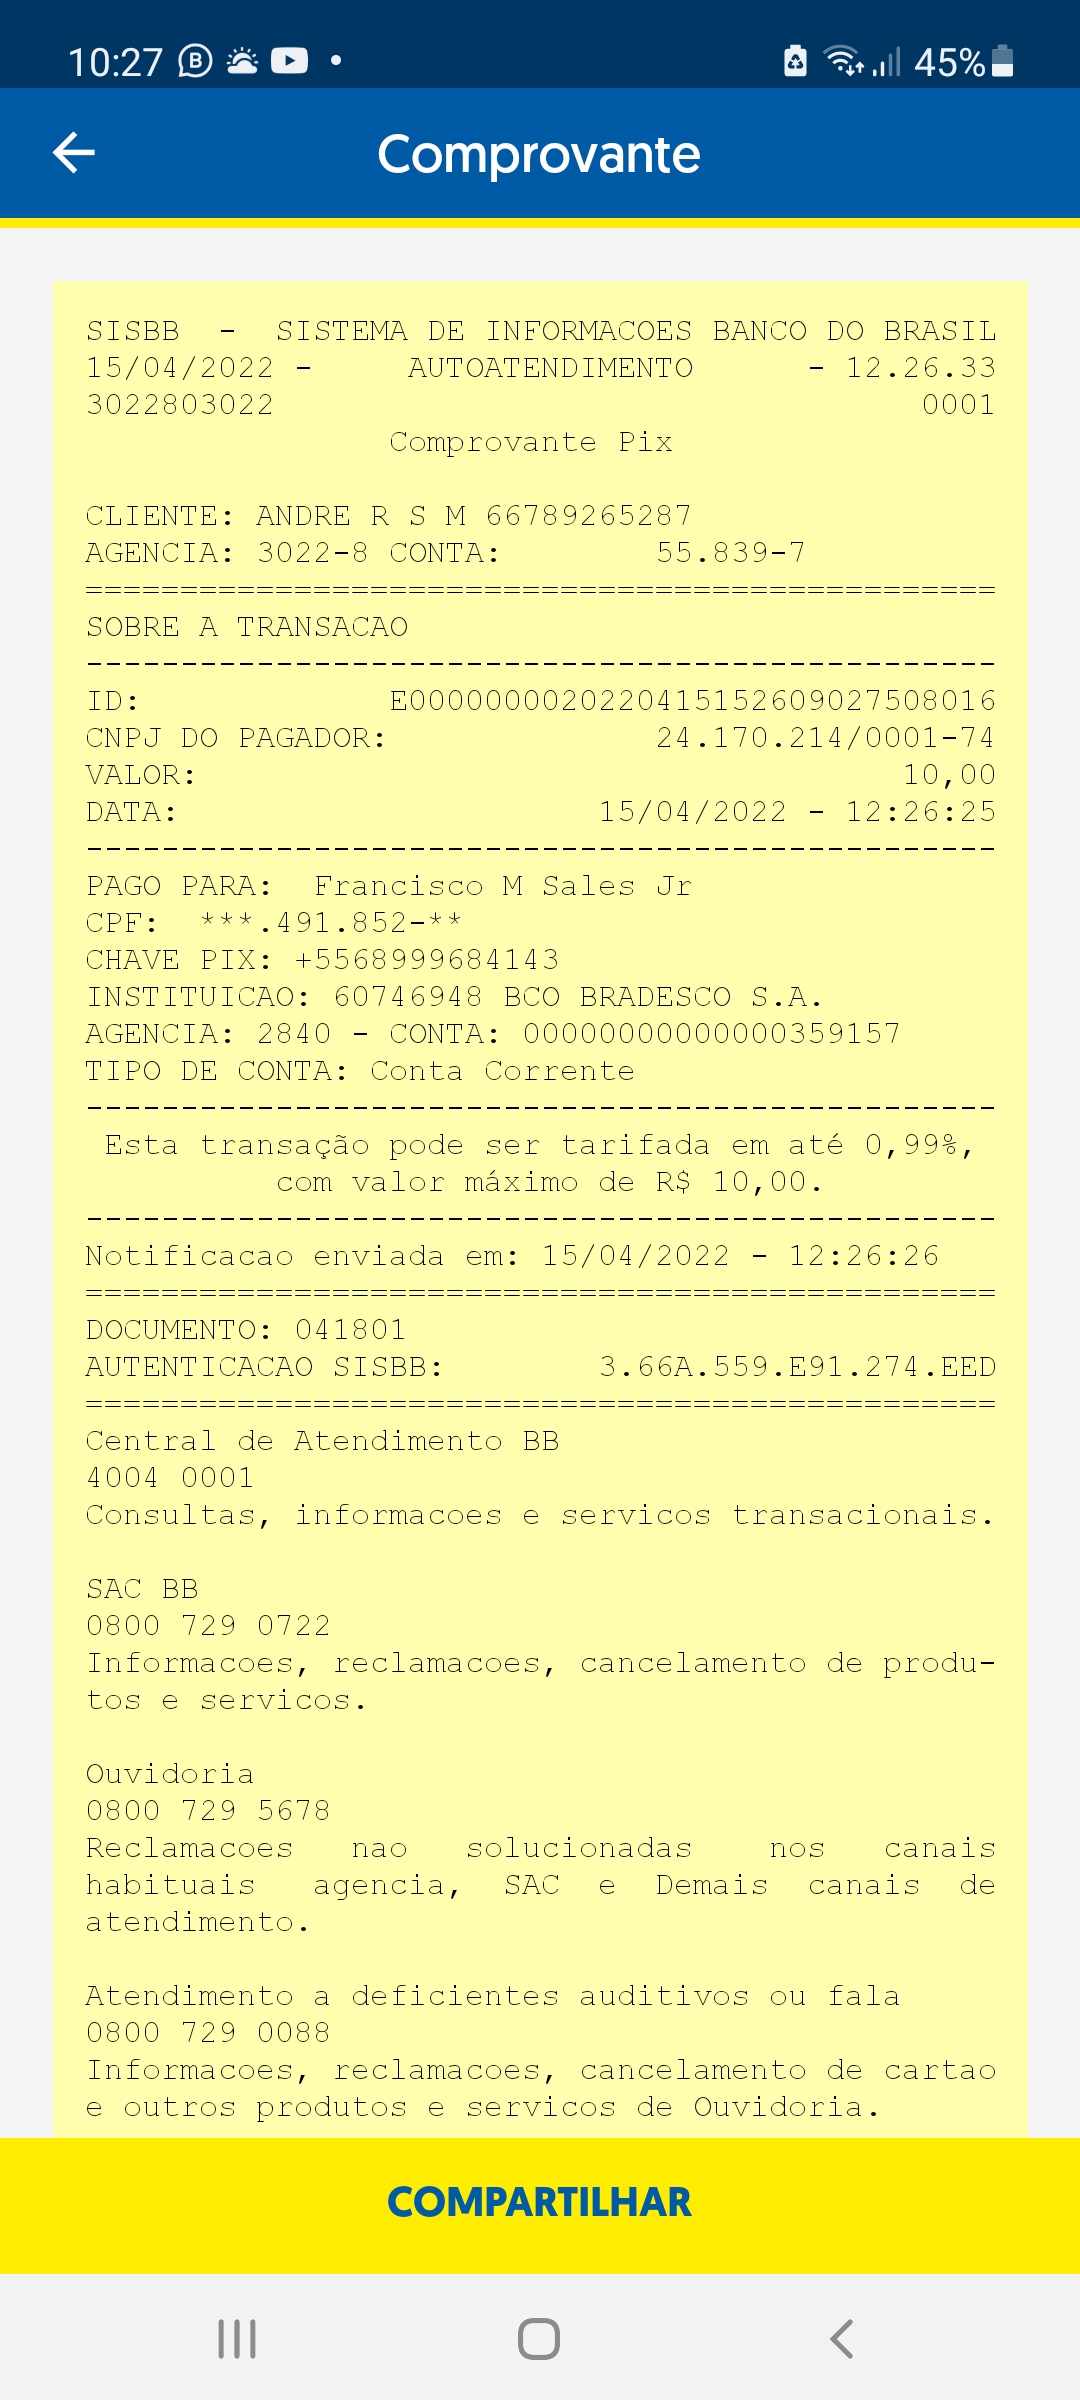 10:27 45%
Comprovante
SISBB - SISTEMA DE INFORMACOES BANCO DO BRASIL
15/04/2022 - AUTOATENDIMENTO - 12.26.33
3022803022 0001
Comprovante Pix
CLIENTE: ANDRE R S M 66789265287
AGENCIA: 3022-8 CONTA: 55.839-7
================================================
SOBRE A TRANSACAO
------------------------------------------------
ID: E0000000020220415152609027508016
CNPJ DO PAGADOR: 24.170.214/0001-74
VALOR: 10,00
DATA: 15/04/2022 - 12:26:25
------------------------------------------------
PAGO PARA: Francisco M Sales Jr
CPF: ***.491.852-**
CHAVE PIX: +5568999684143
INSTITUICAO: 60746948 BCO BRADESCO S.A.
AGENCIA: 2840 - CONTA: 00000000000000359157
TIPO DE CONTA: Conta Corrente
------------------------------------------------
Esta transação pode ser tarifada em até 0,99%,
com valor máximo de R$ 10,00.
------------------------------------------------
Notificacao enviada em: 15/04/2022 - 12:26:26
================================================
DOCUMENTO: 041801
AUTENTICACAO SISBB: 3.66A.559.E91.274.EED
================================================
Central de Atendimento BB
4004 0001
Consultas, informacoes e servicos transacionais.
SAC BB
0800 729 0722
Informacoes, reclamacoes, cancelamento de produ-
tos e servicos.
Ouvidoria
0800 729 5678
Reclamacoes nao solucionadas nos canais
habituais agencia, SAC e Demais canais de
atendimento.
Atendimento a deficientes auditivos ou fala
0800 729 0088
Informacoes, reclamacoes, cancelamento de cartao
e outros produtos e servicos de Ouvidoria.
COMPARTILHAR